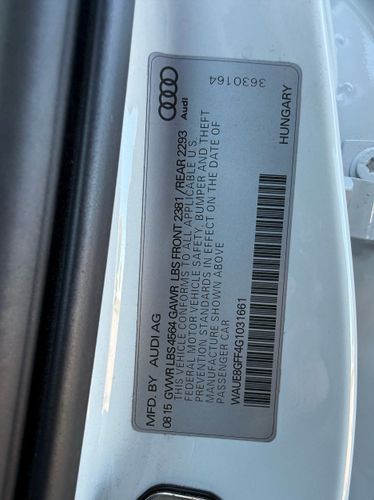 MFD. BY AUDI AG
0815 GVWR LBS 4564 GAWR LBS FRONT 2381 /REAR 2293
THIS VEHICLE CONFORMS TO ALL APPLICABLE U S
FEDERAL MOTOR VEHICLE SAFETY, BUMPER AND THEFT
PREVENTION STANDARDS IN EFFECT ON THE DATE OF
MANUFACTURE SHOWN ABOVE
PASSENGER CAR
WAUE8GFF4G1031661
3630164
Audi
HUNGARY